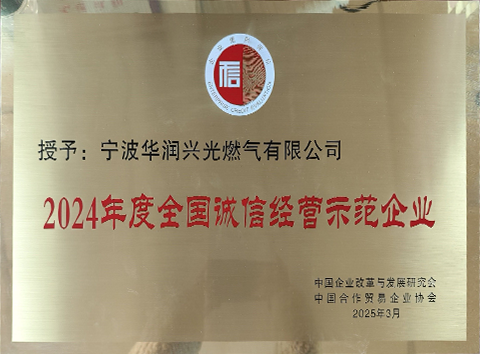 信
授予：宁波华润兴光燃气有限公司
2024年度全国诚信经营示范企业
中国企业改革与发展研究会
中国合作贸易企业协会
2025年3月